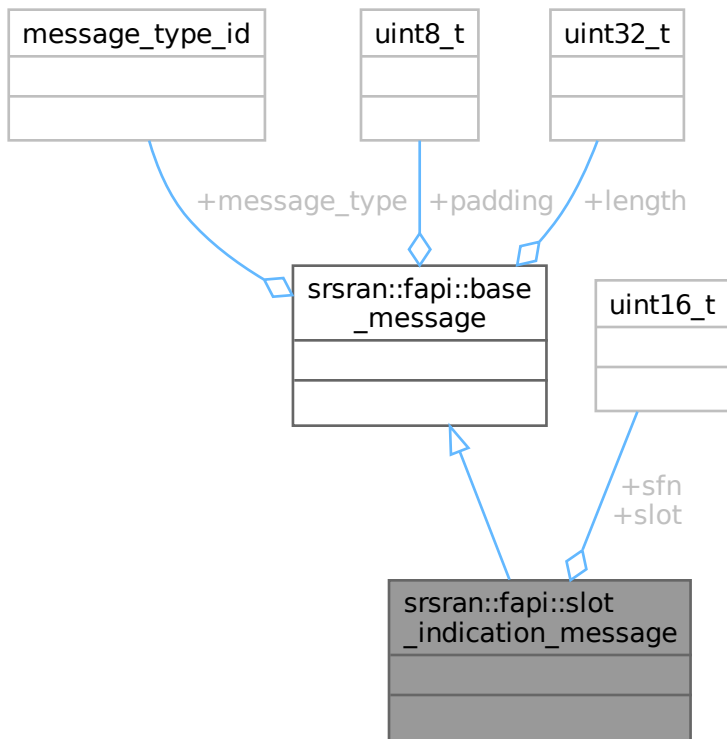 message_type_id
uint8_t
uint32_t
+message_type
+padding
+length
srsran::fapi::base
_message
uint16_t
+sfn
+slot
srsran::fapi::slot
_indication_message